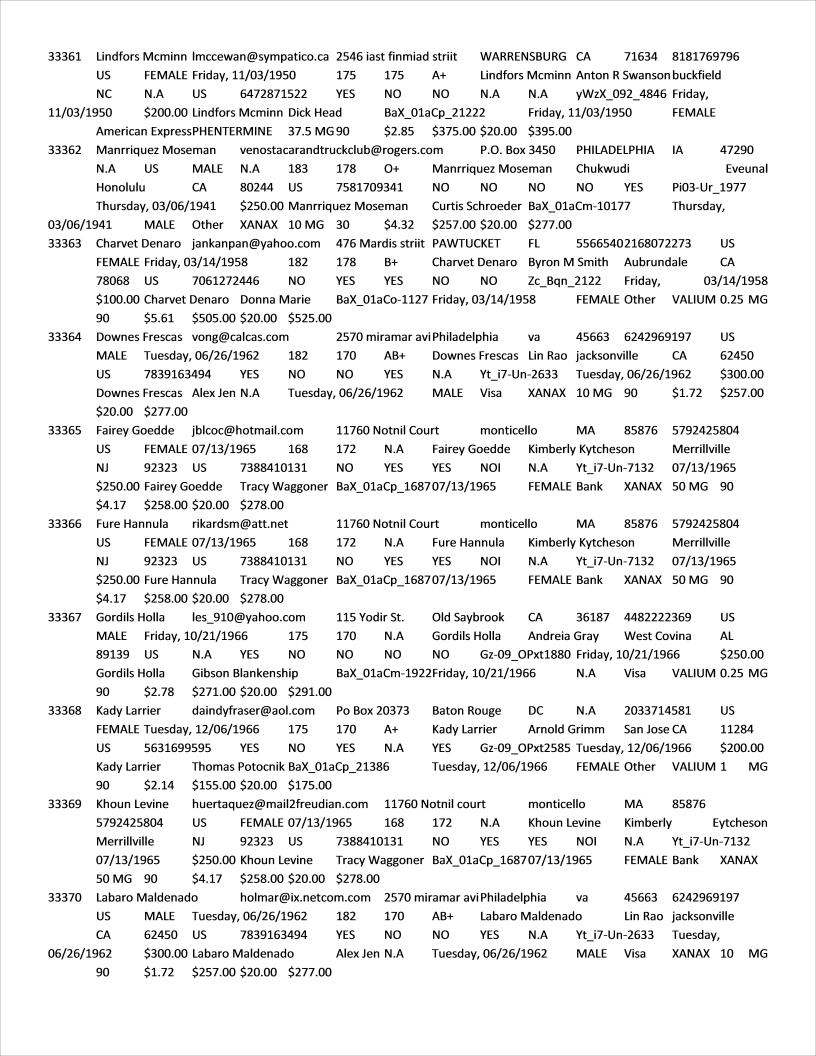 33361 Lindfors Mcminn lmccewan@sympatico.ca 2546 iast finmiad striit WARRENSBURG CA 71634 8181769796
US FEMALE Friday, 11/03/1950 175 175 A+ Lindfors Mcminn Anton R Swanson buckfield
NC N.A US 6472871522 YES NO NO N.A N.A yWzX_092_4846 Friday,
11/03/1950 $200.00 Lindfors Mcminn Dick Head BaX_01aCp_21222 Friday, 11/03/1950 FEMALE
American Express PHENTERMINE 37.5 MG 90 $2.85 $375.00 $20.00 $395.00
33362 Manrriquez Moseman venostacarandtruckclub@rogers.com P.O. Box 3450 PHILADELPHIA IA 47290
N.A US MALE N.A 183 178 O+ Manrriquez Moseman Chukwudi Eveunal
Honolulu CA 80244 US 7581709341 NO NO NO NO YES Pi03-Ur_1977
Thursday, 03/06/1941 $250.00 Manrriquez Moseman Curtis Schroeder BaX_01aCm-10177 Thursday,
03/06/1941 MALE Other XANAX 10 MG 30 $4.32 $257.00 $20.00 $277.00
33363 Charvet Denaro jankanpan@yahoo.com 476 Mardis striit PAWTUCKET FL 556654021 68072273 US
FEMALE Friday, 03/14/1958 182 178 B+ Charvet Denaro Byron M Smith Aubrundale CA
78068 US 7061272446 NO YES YES NO NO Zc_Bqn_2122 Friday, 03/14/1958
$100.00 Charvet Denaro Donna Marie BaX_01aCo-1127 Friday, 03/14/1958 FEMALE Other VALIUM 0.25 MG
90 $5.61 $505.00 $20.00 $525.00
33364 Downes Frescas vong@calcas.com 2570 miramar avi Philadelphia va 45663 6242969197 US
MALE Tuesday, 06/26/1962 182 170 AB+ Downes Frescas Lin Rao jacksonville CA 62450
US 7839163494 YES NO NO YES N.A Yt_i7-Un-2633 Tuesday, 06/26/1962 $300.00
Downes Frescas Alex Jen N.A Tuesday, 06/26/1962 MALE Visa XANAX 10 MG 90 $1.72 $257.00
$20.00 $277.00
33365 Fairey Goedde jblcoc@hotmail.com 11760 Notnil Court monticello MA 85876 5792425804
US FEMALE 07/13/1965 168 172 N.A Fairey Goedde Kimberly Kytcheson Merrillville
NJ 92323 US 7388410131 NO YES YES NOI N.A Yt_i7-Un-7132 07/13/1965
$250.00 Fairey Goedde Tracy Waggoner BaX_01aCp_1687 07/13/1965 FEMALE Bank XANAX 50 MG 90
$4.17 $258.00 $20.00 $278.00
33366 Fure Hannula rikardsm@att.net 11760 Notnil Court monticello MA 85876 5792425804
US FEMALE 07/13/1965 168 172 N.A Fure Hannula Kimberly Kytcheson Merrillville
NJ 92323 US 7388410131 NO YES YES NOI N.A Yt_i7-Un-7132 07/13/1965
$250.00 Fure Hannula Tracy Waggoner BaX_01aCp_1687 07/13/1965 FEMALE Bank XANAX 50 MG 90
$4.17 $258.00 $20.00 $278.00
33367 Gordils Holla les_910@yahoo.com 115 Yodir St. Old Saybrook CA 36187 4482222369 US
MALE Friday, 10/21/1966 175 170 N.A Gordils Holla Andreia Gray West Covina AL
89139 US N.A YES NO NO NO NO Gz-09_OPxt1880 Friday, 10/21/1966 $250.00
Gordils Holla Gibson Blankenship BaX_01aCm-1922 Friday, 10/21/1966 N.A Visa VALIUM 0.25 MG
90 $2.78 $271.00 $20.00 $291.00
33368 Kady Larrier daindyfraser@aol.com Po Box 20373 Baton Rouge DC N.A 2033714581 US
FEMALE Tuesday, 12/06/1966 175 170 A+ Kady Larrier Arnold Grimm San Jose CA 11284
US 5631699595 YES NO YES N.A YES Gz-09_OPxt2585 Tuesday, 12/06/1966 $200.00
Kady Larrier Thomas Potocnik BaX_01aCp_21386 Tuesday, 12/06/1966 FEMALE Other VALIUM 1 MG
90 $2.14 $155.00 $20.00 $175.00
33369 Khoun Levine huertaquez@mail2freudian.com 11760 Notnil court monticello MA 85876
5792425804 US FEMALE 07/13/1965 168 172 N.A Khoun Levine Kimberly Eytcheson
Merrillville NJ 92323 US 7388410131 NO YES YES NOI N.A Yt_i7-Un-7132
07/13/1965 $250.00 Khoun Levine Tracy Waggoner BaX_01aCp_1687 07/13/1965 FEMALE Bank XANAX
50 MG 90 $4.17 $258.00 $20.00 $278.00
33370 Labaro Maldenado holmar@ix.netcom.com 2570 miramar avi Philadelphia va 45663 6242969197
US MALE Tuesday, 06/26/1962 182 170 AB+ Labaro Maldenado Lin Rao jacksonville
CA 62450 US 7839163494 YES NO NO YES N.A Yt_i7-Un-2633 Tuesday,
06/26/1962 $300.00 Labaro Maldenado Alex Jen N.A Tuesday, 06/26/1962 MALE Visa XANAX 10 MG
90 $1.72 $257.00 $20.00 $277.00